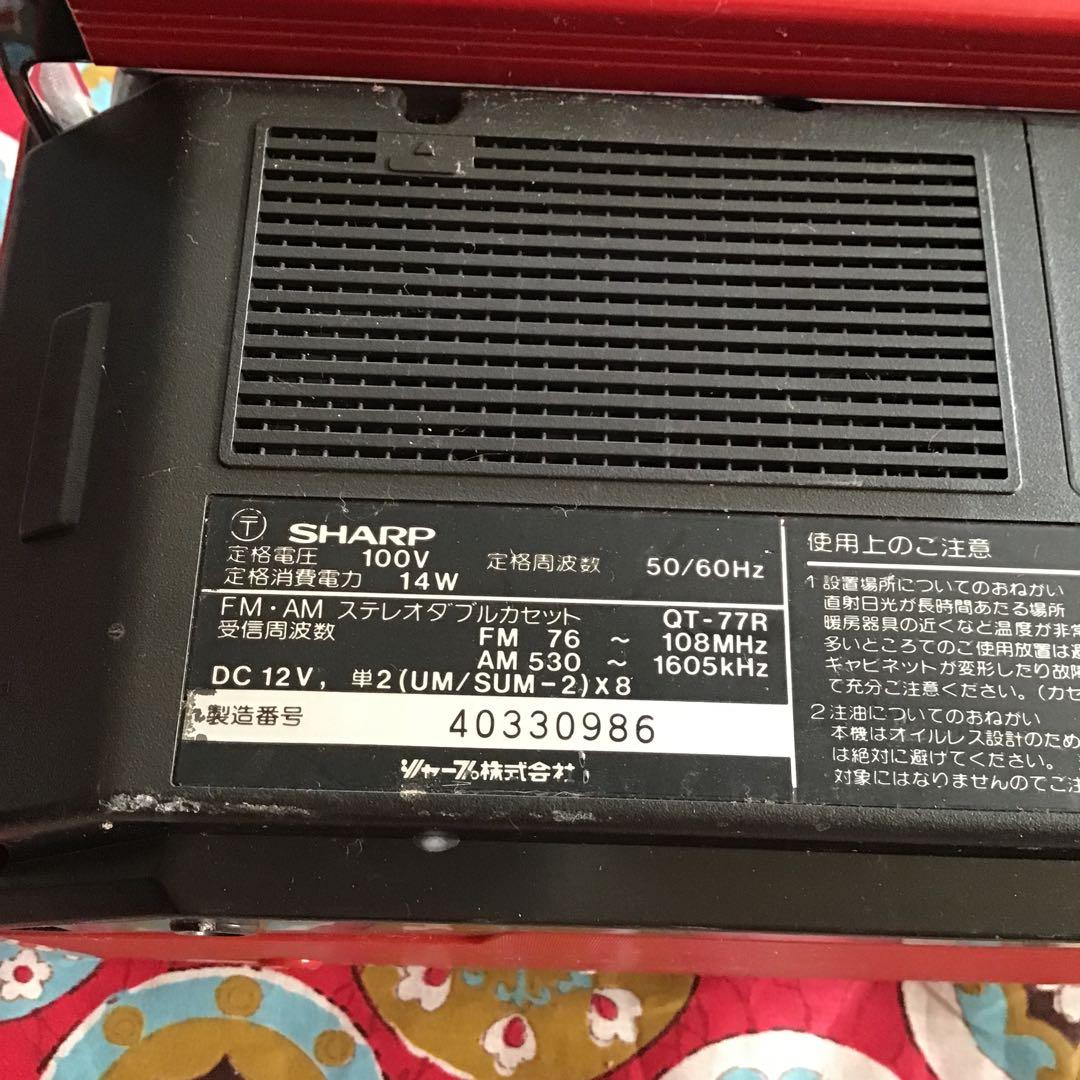 〒 SHARP
定格電圧 100V 定格周波数 50/60Hz
定格消費電力 14W
FM・AM ステレオダブルカセット QT-77R
受信周波数 FM 76 ~ 108MHz
AM 530 ~ 1605kHz
DC 12V, 単2(UM/SUM-2)X8
製造番号 40330986
シャープ株式会社
使用上のご注意
1 設置場所についてのおねがい
直射日光が長時間あたる場所
暖房器具の近くなど温度が非常
多いところてのご使用放置は
キャビネットが変形したり故障
て充分ご注意ください。(カセ
2 注油についてのおねがい
本機はオイルレス設計のため
は絶対に避けてください。
対象にはなりませんのでご注